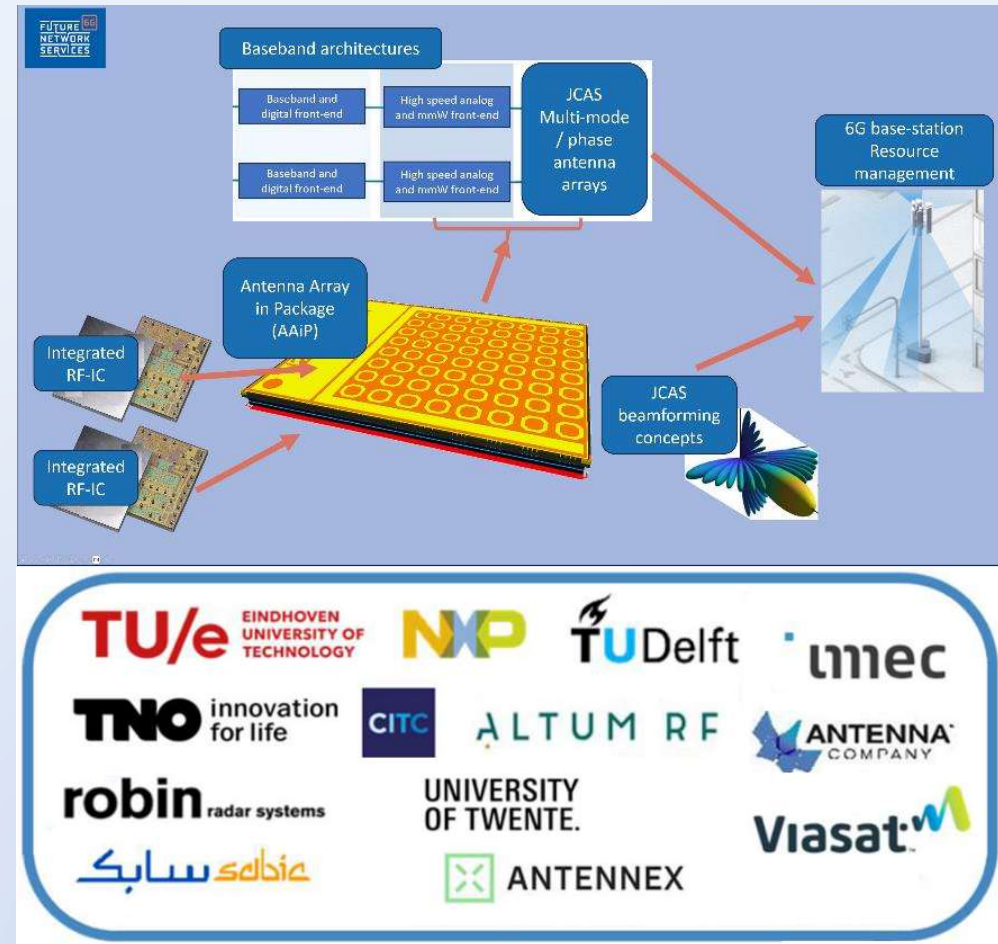 FUTURE 6G
NETWORK
SERVICES
Baseband architectures
Baseband and
digital front-end
High speed analog
and mmW front-end
Baseband and
digital front-end
High speed analog
and mmW front-end
JCAS
Multi-mode
/ phase
antenna
arrays
6G base-station
Resource
management
Antenna Array
in Package
(AAiP)
Integrated
RF-IC
Integrated
RF-IC
JCAS
beamforming
concepts
TU/e EINDHOVEN
UNIVERSITY OF
TECHNOLOGY
NXP
TUDelft
imec
TNO innovation
for life
CITC
ALTUM RF
ANTENNA
COMPANY
robin radar systems
UNIVERSITY
OF TWENTE.
Viasat
سابك sabic
ANTENNEX